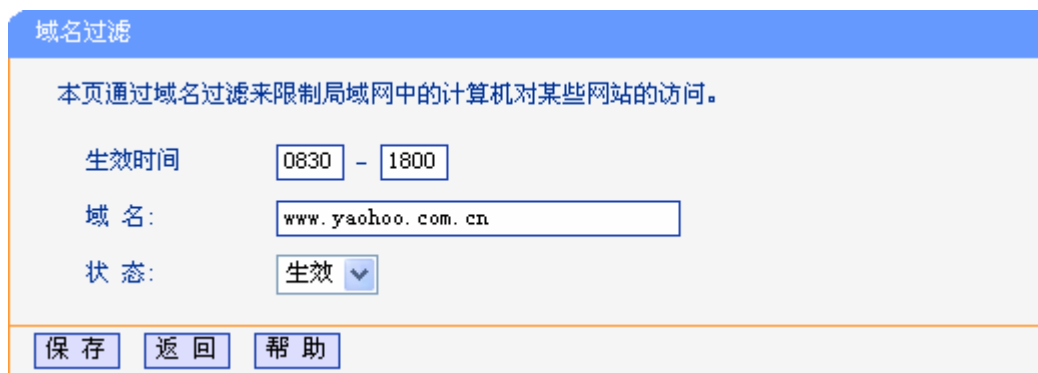 域名过滤
本页通过域名过滤来限制局域网中的计算机对某些网站的访问。
生效时间 0830 - 1800
域 名: www.yaohoo.com.cn
状 态: 生效
保 存 返 回 帮 助